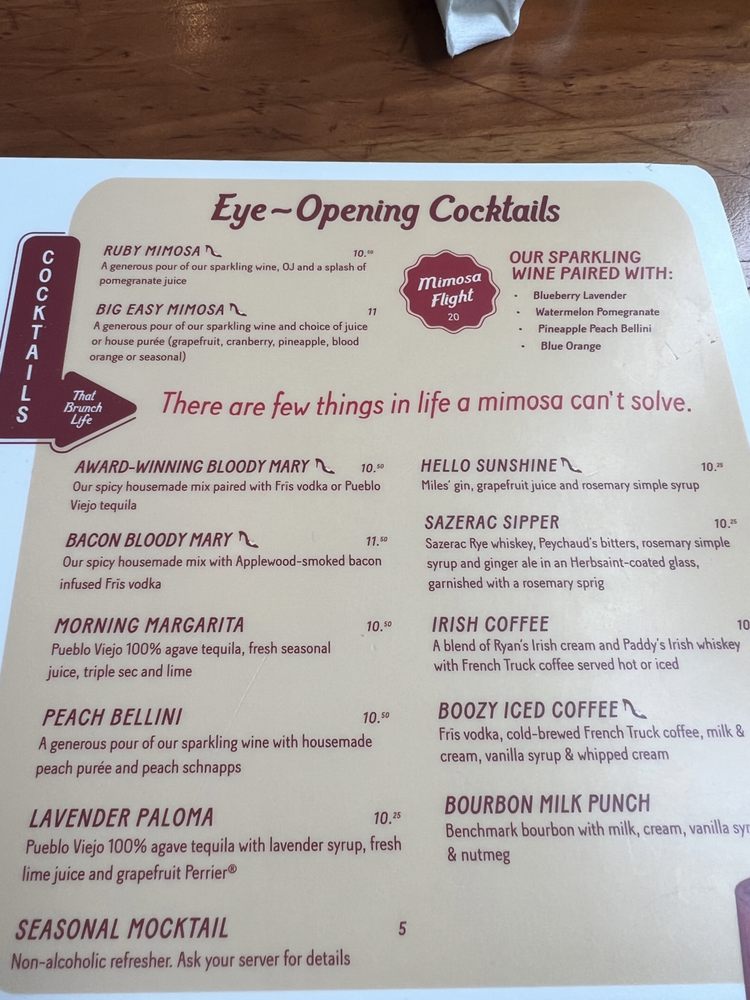 Eye~Opening Cocktails
COCKTAILS
That
Brunch
Life
RUBY MIMOSA 10.50
A generous pour of our sparkling wine, OJ and a splash of
pomegranate juice
BIG EASY MIMOSA 11
A generous pour of our sparkling wine and choice of juice
or house purée (grapefruit, cranberry, pineapple, blood
orange or seasonal)
Mimosa
Flight
20
OUR SPARKLING
WINE PAIRED WITH:
• Blueberry Lavender
• Watermelon Pomegranate
• Pineapple Peach Bellini
• Blue Orange
There are few things in life a mimosa can't solve.
AWARD-WINNING BLOODY MARY 10.50
Our spicy housemade mix paired with Frïs vodka or Pueblo
Viejo tequila
BACON BLOODY MARY 11.50
Our spicy housemade mix with Applewood-smoked bacon
infused Frïs vodka
MORNING MARGARITA 10.50
Pueblo Viejo 100% agave tequila, fresh seasonal
juice, triple sec and lime
PEACH BELLINI 10.50
A generous pour of our sparkling wine with housemade
peach purée and peach schnapps
LAVENDER PALOMA 10.25
Pueblo Viejo 100% agave tequila with lavender syrup, fresh
lime juice and grapefruit Perrier®
SEASONAL MOCKTAIL 5
Non-alcoholic refresher. Ask your server for details
HELLO SUNSHINE 10.25
Miles' gin, grapefruit juice and rosemary simple syrup
SAZERAC SIPPER 10.25
Sazerac Rye whiskey, Peychaud's bitters, rosemary simple
syrup and ginger ale in an Herbsaint-coated glass,
garnished with a rosemary sprig
IRISH COFFEE 10
A blend of Ryan's Irish cream and Paddy's Irish whiskey
with French Truck coffee served hot or iced
BOOZY ICED COFFEE
Frïs vodka, cold-brewed French Truck coffee, milk &
cream, vanilla syrup & whipped cream
BOURBON MILK PUNCH
Benchmark bourbon with milk, cream, vanilla syr
& nutmeg